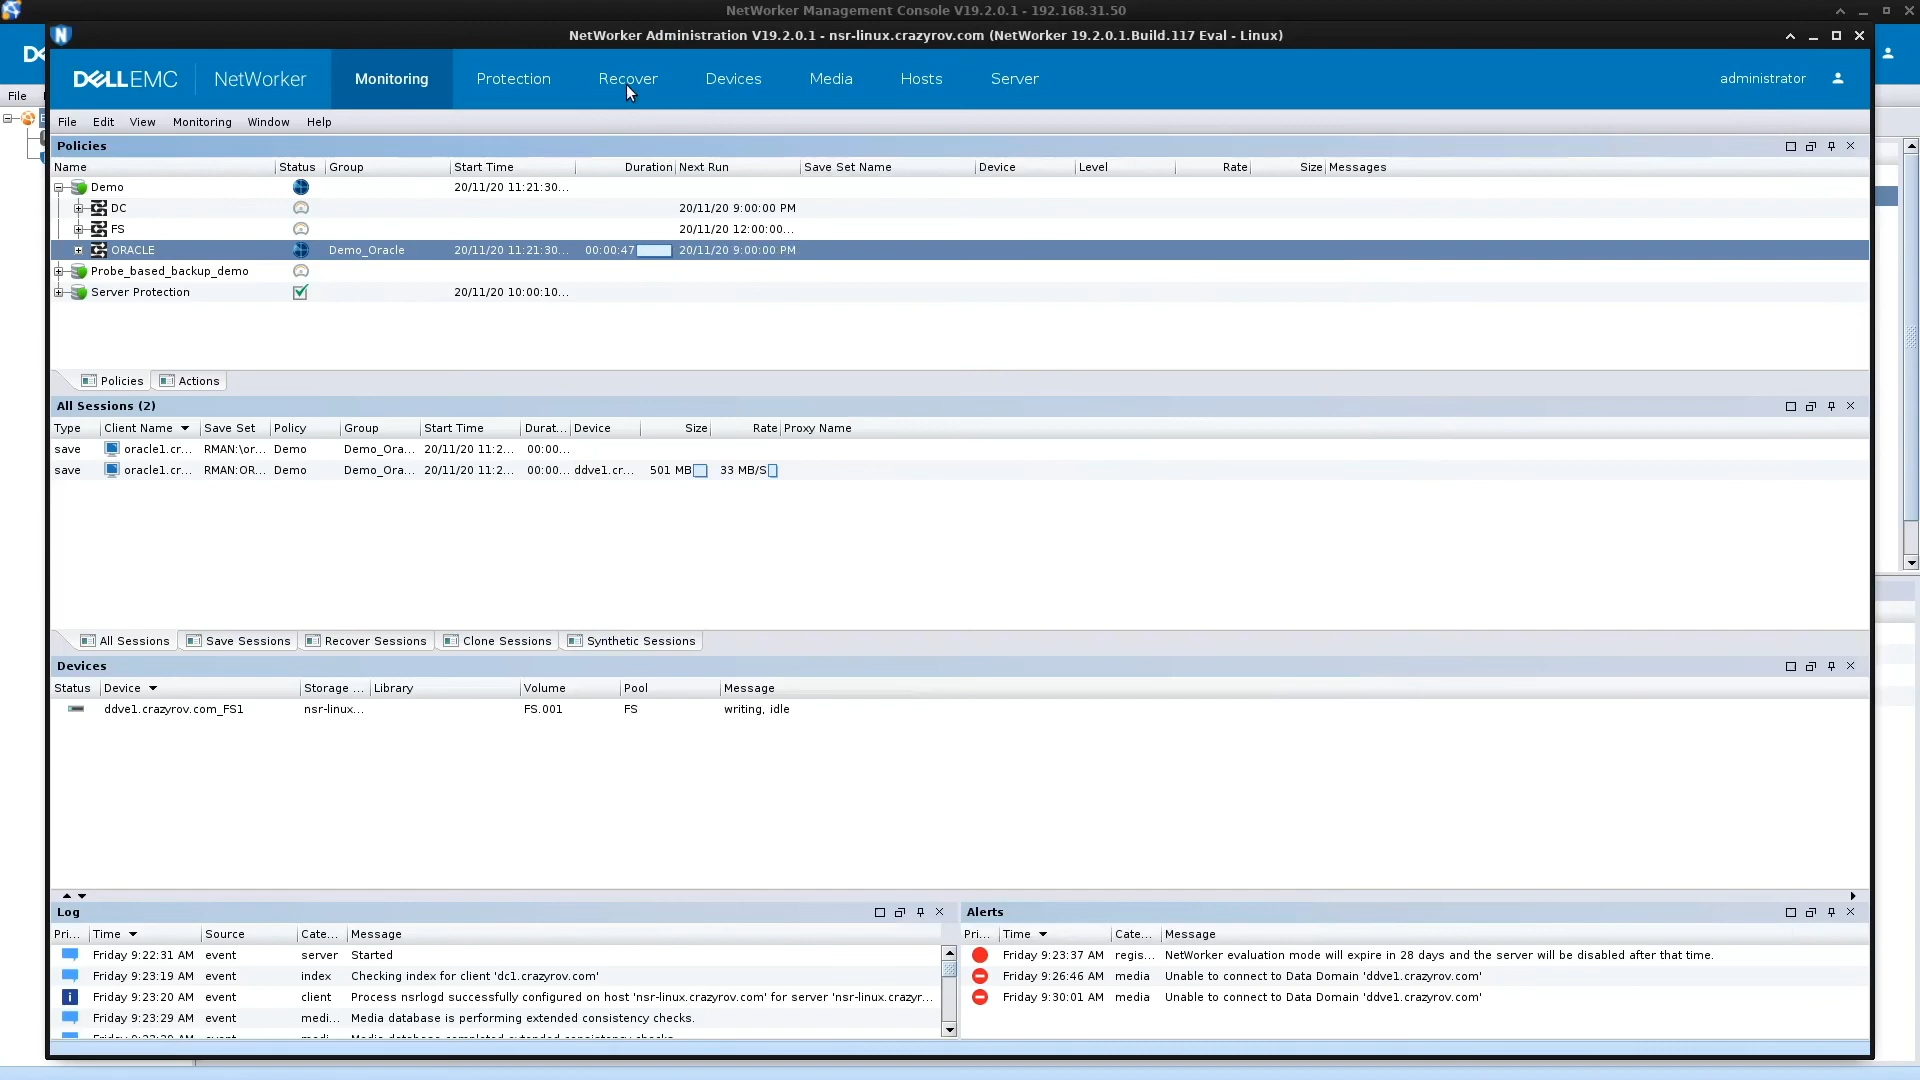 NetWorker Management Console V19.2.0.1 - 192.168.31.50
NetWorker Administration V19.2.0.1 - nsr-linux.crazyrov.com (NetWorker 19.2.0.1.Build.117 Eval - Linux)
DELLEMC NetWorker Monitoring Protection Recover Devices Media Hosts Server administrator
File
File Edit View Monitoring Window Help
Policies
Name Status Group Start Time Duration Next Run Save Set Name Device Level Rate Size Messages
Demo 20/11/20 11:21:30...
DC 20/11/20 9:00:00 PM
FS 20/11/20 12:00:00...
ORACLE Demo_Oracle 20/11/20 11:21:30... 00:00:47 20/11/20 9:00:00 PM
Probe_based_backup_demo
Server Protection 20/11/20 10:00:10...
Policies Actions
All Sessions (2)
Type Client Name Save Set Policy Group Start Time Durat... Device Size Rate Proxy Name
save oracle1.cr... RMAN:\or... Demo Demo_Ora... 20/11/20 11:2... 00:00...
save oracle1.cr... RMAN:OR... Demo Demo_Ora... 20/11/20 11:2... 00:00... ddve1.cr... 501 MB 33 MB/S
All Sessions Save Sessions Recover Sessions Clone Sessions Synthetic Sessions
Devices
Status Device Storage ... Library Volume Pool Message
ddve1.crazyrov.com_FS1 nsr-linux... FS.001 FS writing, idle
Log
Pri... Time Source Cate... Message
Friday 9:22:31 AM event server Started
Friday 9:23:19 AM event index Checking index for client 'dc1.crazyrov.com'
Friday 9:23:20 AM event client Process nsrlogd successfully configured on host 'nsr-linux.crazyrov.com' for server 'nsr-linux.crazyr...
Friday 9:23:29 AM event medi... Media database is performing extended consistency checks.
Alerts
Pri... Time Cate... Message
Friday 9:23:37 AM regis... NetWorker evaluation mode will expire in 28 days and the server will be disabled after that time.
Friday 9:26:46 AM media Unable to connect to Data Domain 'ddve1.crazyrov.com'
Friday 9:30:01 AM media Unable to connect to Data Domain 'ddve1.crazyrov.com'